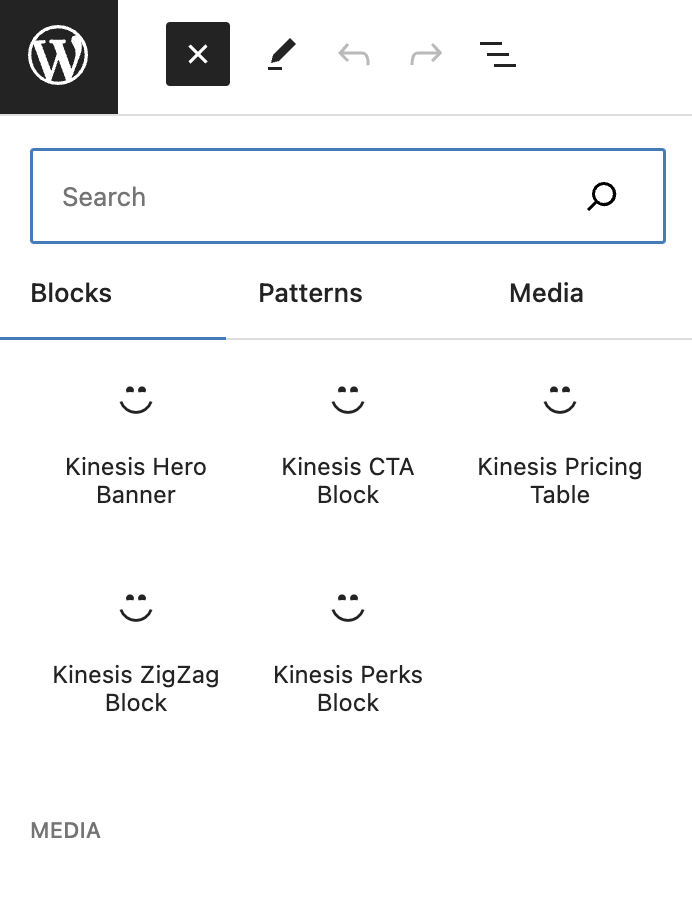 Search
Blocks Patterns Media
Kinesis Hero
Banner
Kinesis CTA
Block
Kinesis Pricing
Table
Kinesis ZigZag
Block
Kinesis Perks
Block
MEDIA